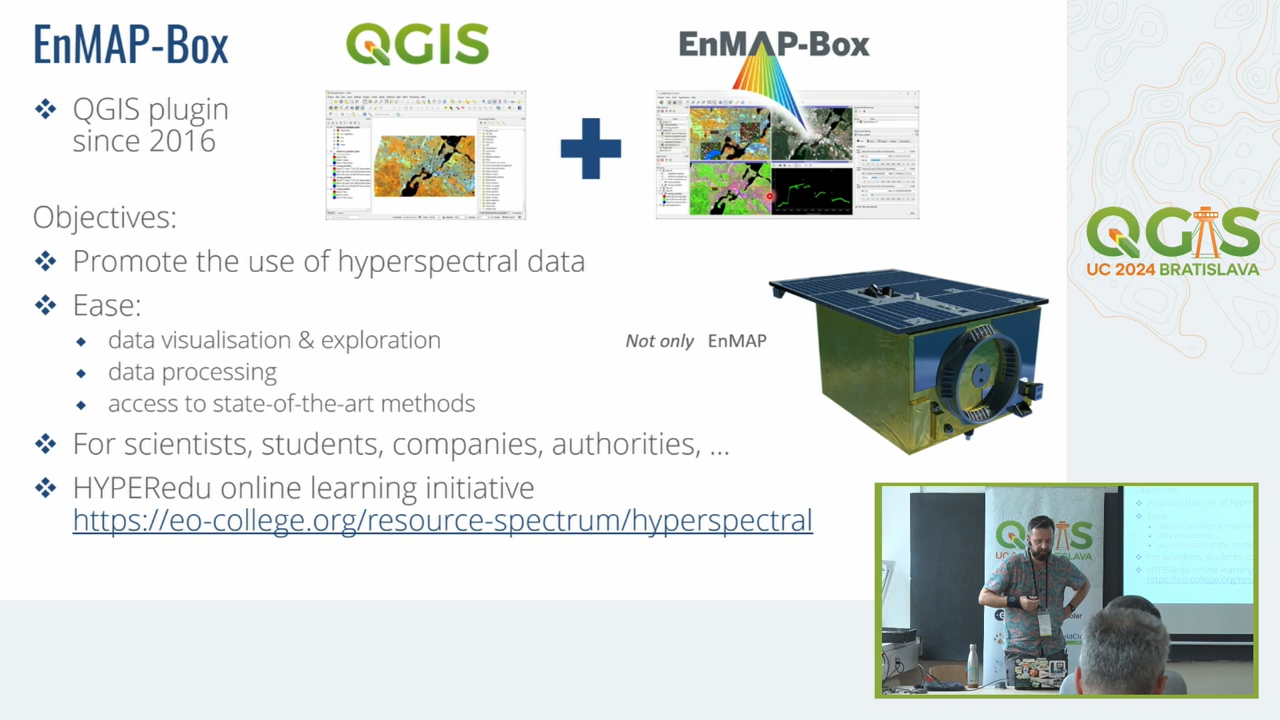 EnMAP-Box
QGIS
EnMAP-Box
QGIS plugin
since 2016
Objectives:
Promote the use of hyperspectral data
Ease:
data visualisation & exploration
data processing
access to state-of-the-art methods
Not only EnMAP
For scientists, students, companies, authorities, ...
HYPERedu online learning initiative
https://eo-college.org/resource-spectrum/hyperspectral
QGIS
UC 2024 BRATISLAVA
QGIS